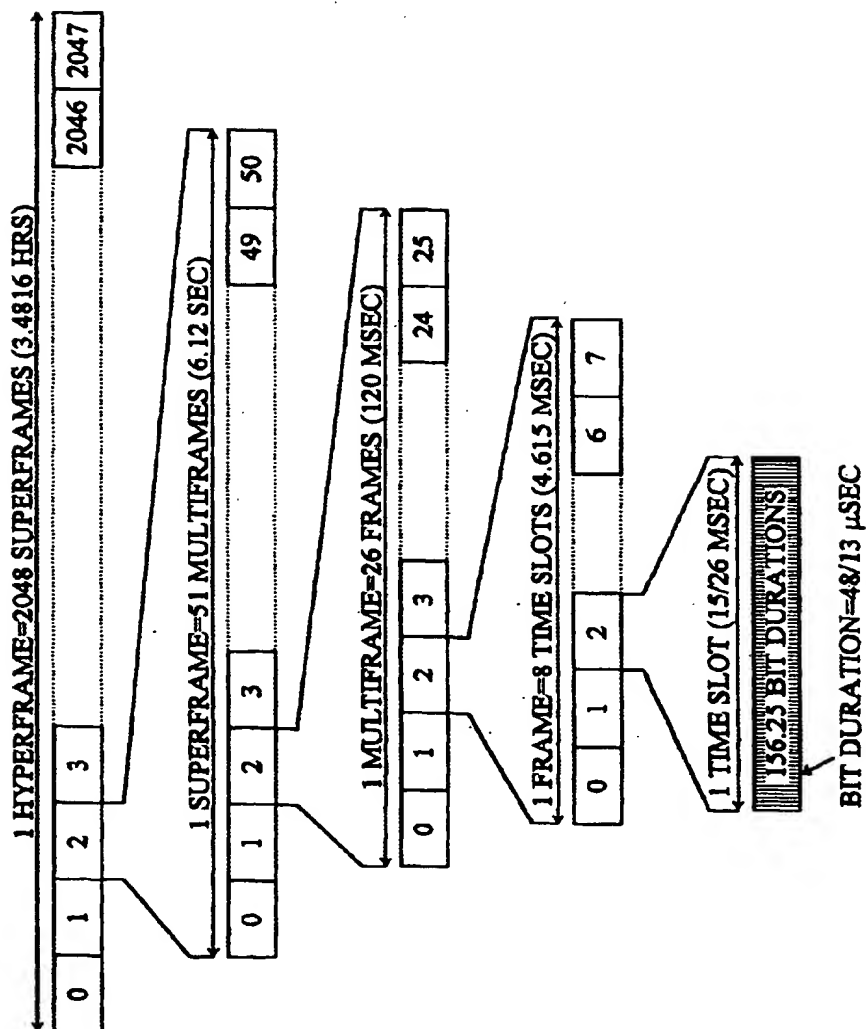 1 HYPERFRAME=2048 SUPERFRAMES (3.4816 HRS)
0 1 2 3 2046 2047
1 SUPERFRAME=51 MULTIFRAMES (6.12 SEC)
0 1 2 3 49 50
1 MULTIFRAME=26 FRAMES (120 MSEC)
0 1 2 3 24 25
1 FRAME=8 TIME SLOTS (4.615 MSEC)
0 1 2 6 7
1 TIME SLOT (15/26 MSEC)
156.25 BIT DURATIONS
BIT DURATION=48/13 µSEC